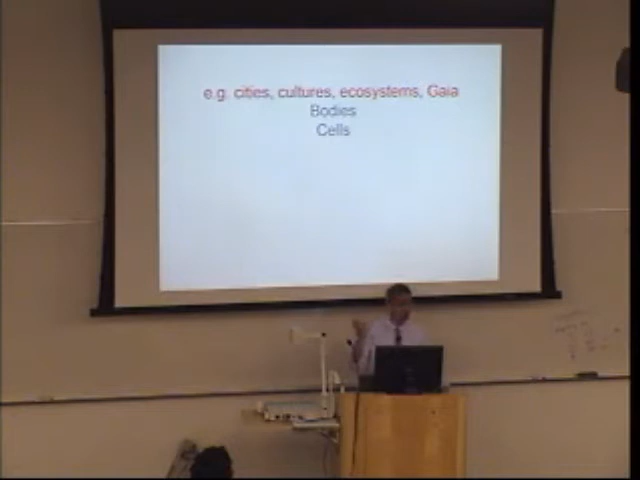 e.g. cities, cultures, ecosystems, Gaia
Bodies
Cells